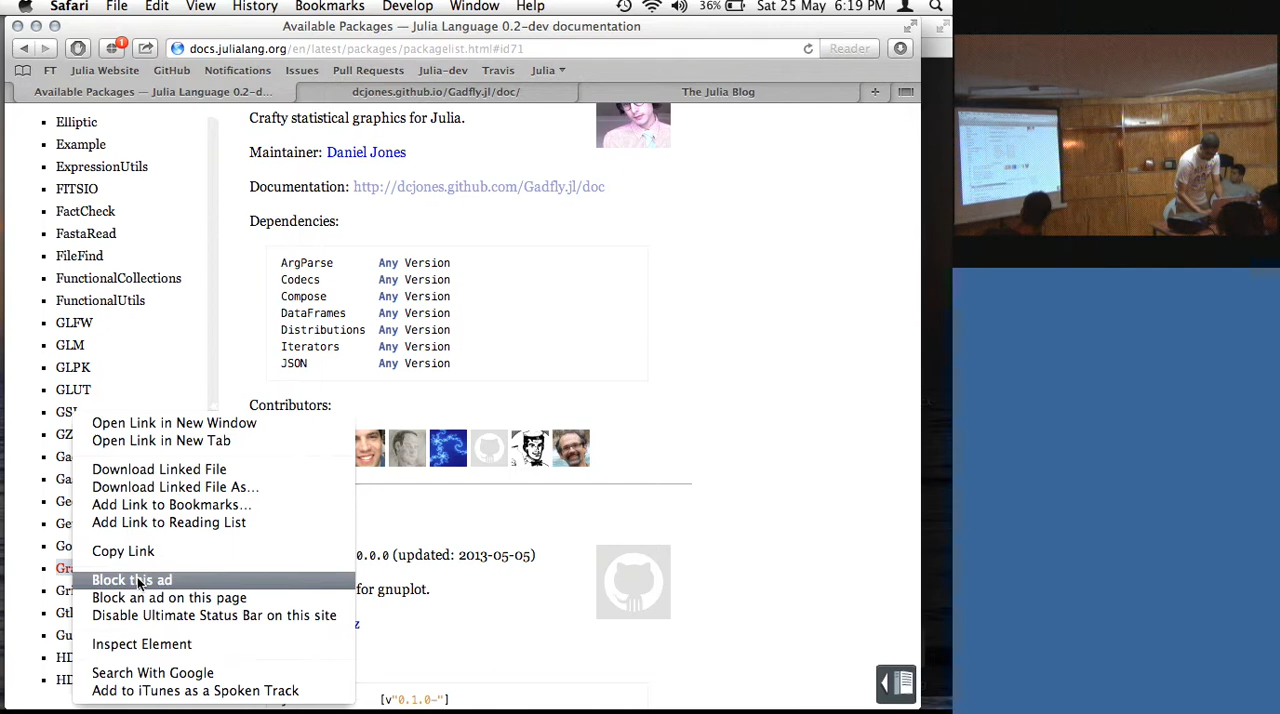 Safari File Edit View History Bookmarks Develop Window Help 36% Sat 25 May 6:19 PM
Available Packages — Julia Language 0.2-dev documentation
1 docs.julialang.org/en/latest/packages/packagelist.html#id71 Reader
FT Julia Website GitHub Notifications Issues Pull Requests Julia-dev Travis Julia
Available Packages — Julia Language 0.2-d... dcjones.github.io/Gadfly.jl/doc/ The Julia Blog
Elliptic
Example
ExpressionUtils
FITSIO
FactCheck
FastaRead
FileFind
FunctionalCollections
FunctionalUtils
GLFW
GLM
GLPK
GLUT
Crafty statistical graphics for Julia.
Maintainer: Daniel Jones
Documentation: http://dcjones.github.com/Gadfly.jl/doc
Dependencies:
ArgParse Any Version
Codecs Any Version
Compose Any Version
DataFrames Any Version
Distributions Any Version
Iterators Any Version
JSON Any Version
Contributors:
Open Link in New Window
Open Link in New Tab
Download Linked File
Download Linked File As...
Add Link to Bookmarks...
Add Link to Reading List
Copy Link
Block this ad
Block an ad on this page
Disable Ultimate Status Bar on this site
Inspect Element
Search With Google
Add to iTunes as a Spoken Track
0.0.0 (updated: 2013-05-05)
for gnuplot.
z
[v"0.1.0-"]